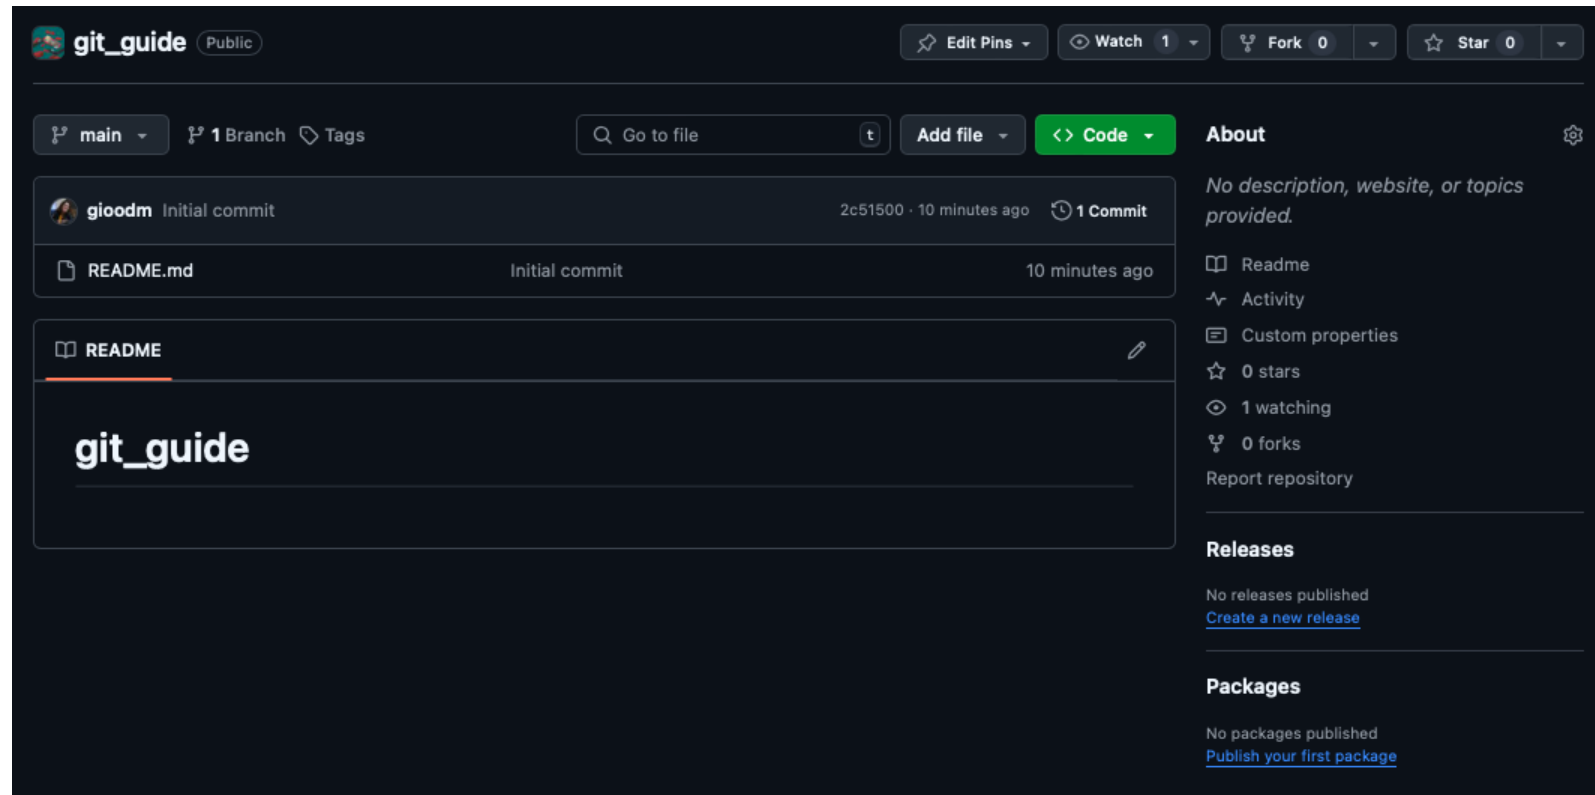 git_guide Public
Edit Pins Watch 1 Fork 0 Star 0
main 1 Branch Tags Go to file t Add file <> Code
gioodm Initial commit 2c51500 · 10 minutes ago 1 Commit
README.md Initial commit 10 minutes ago
README
git_guide
About
No description, website, or topics
provided.
Readme
Activity
Custom properties
0 stars
1 watching
0 forks
Report repository
Releases
No releases published
Create a new release
Packages
No packages published
Publish your first package